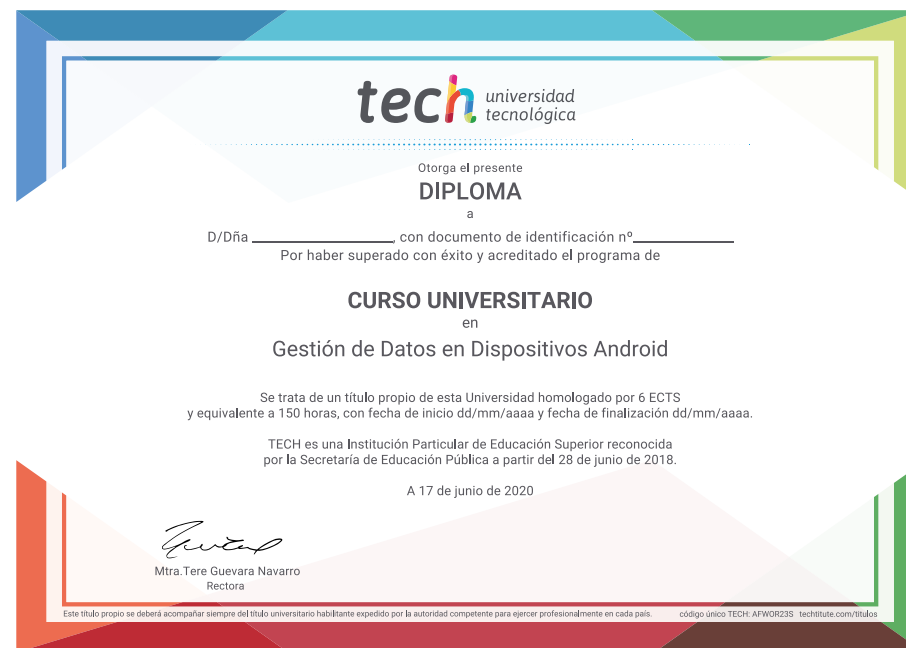 tech universidad
tecnológica
Otorga el presente
DIPLOMA
a
D/Dña ____________________, con documento de identificación nº______________
Por haber superado con éxito y acreditado el programa de
CURSO UNIVERSITARIO
en
Gestión de Datos en Dispositivos Android
Se trata de un título propio de esta Universidad homologado por 6 ECTS
y equivalente a 150 horas, con fecha de inicio dd/mm/aaaa y fecha de finalización dd/mm/aaaa.
TECH es una Institución Particular de Educación Superior reconocida
por la Secretaría de Educación Pública a partir del 28 de junio de 2018.
A 17 de junio de 2020
Mtra.Tere Guevara Navarro
Rectora
Este título propio se deberá acompañar siempre del título universitario habilitante expedido por la autoridad competente para ejercer profesionalmente en cada país. código único TECH: AFWOR23S techtitute.com/titulos